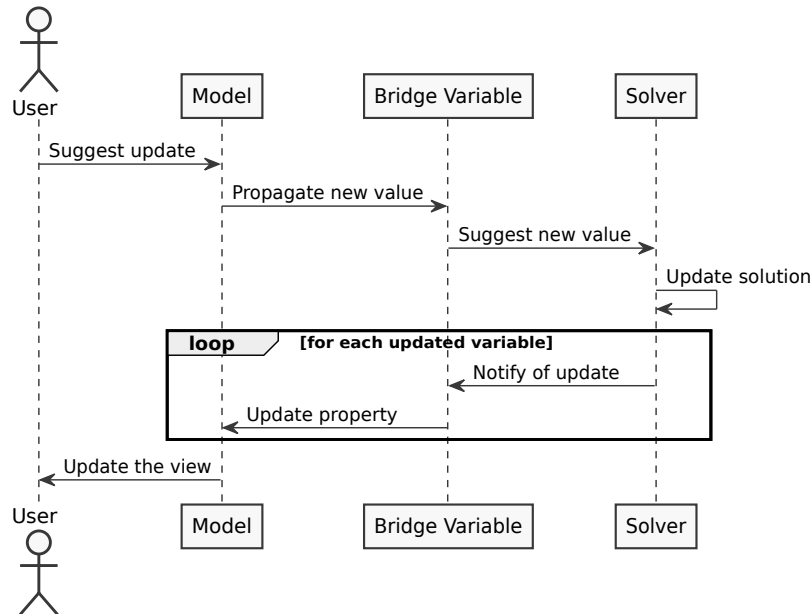 User
Model
Bridge Variable
Solver
Suggest update
Propagate new value
Suggest new value
Update solution
loop
[for each updated variable]
Notify of update
Update property
Update the view
User
Model
Bridge Variable
Solver